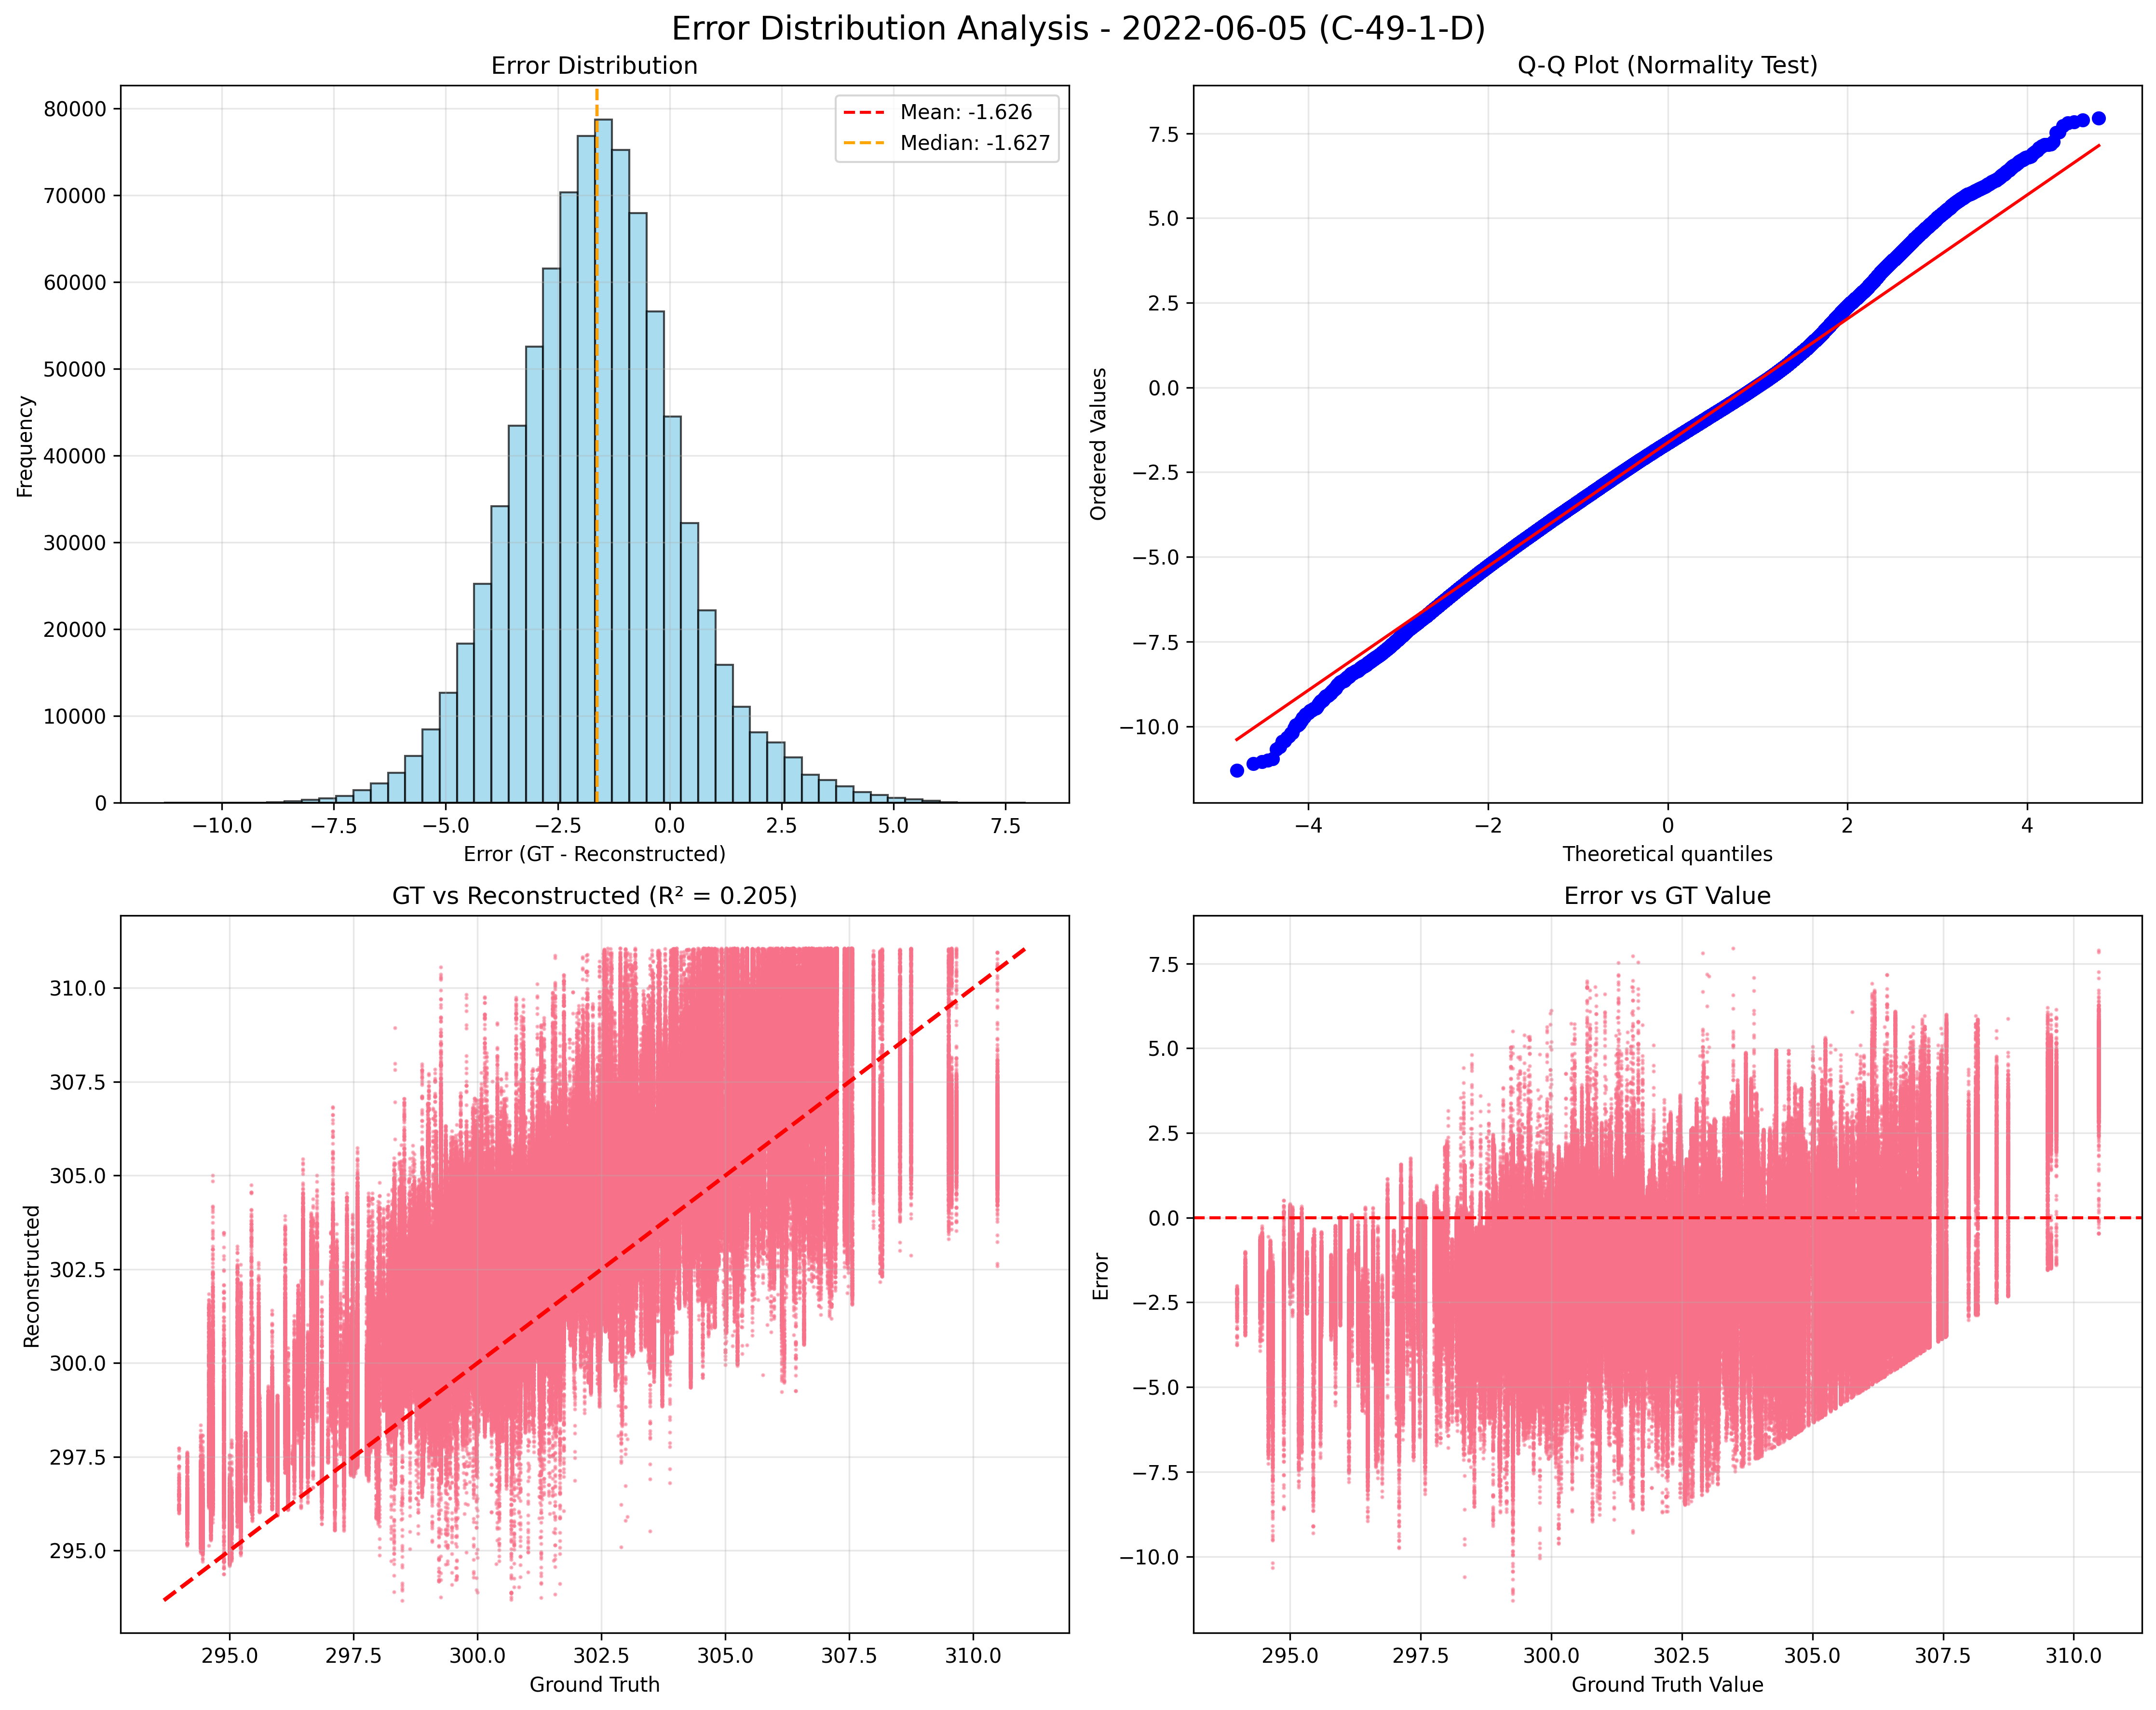 Error Distribution Analysis - 2022-06-05 (C-49-1-D)
Error Distribution
80000
70000
60000
50000
40000
30000
20000
10000
0
Frequency
Mean: -1.626
Median: -1.627
−10.0 −7.5 −5.0 −2.5 0.0 2.5 5.0 7.5
Error (GT - Reconstructed)
Q-Q Plot (Normality Test)
7.5
5.0
2.5
0.0
−2.5
−5.0
−7.5
−10.0
Ordered Values
−4 −2 0 2 4
Theoretical quantiles
GT vs Reconstructed (R² = 0.205)
310.0
307.5
305.0
302.5
300.0
297.5
295.0
Reconstructed
295.0 297.5 300.0 302.5 305.0 307.5 310.0
Ground Truth
Error vs GT Value
7.5
5.0
2.5
0.0
−2.5
−5.0
−7.5
−10.0
Error
295.0 297.5 300.0 302.5 305.0 307.5 310.0
Ground Truth Value